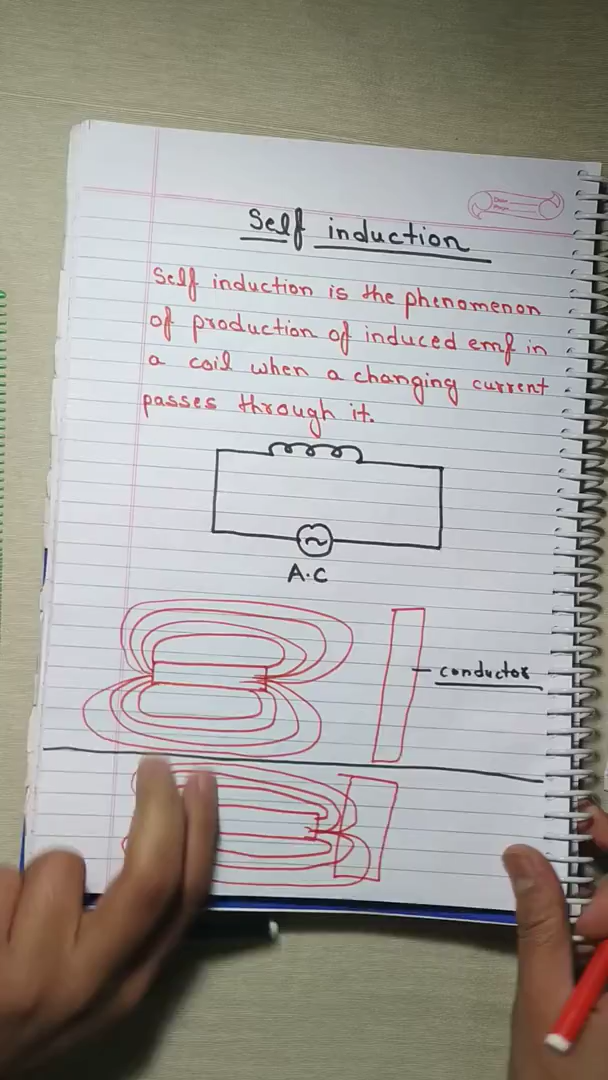 Self induction
Self induction is the phenomenon
of production of induced emf in
a coil when a changing current
passes through it.
A.C
conductor